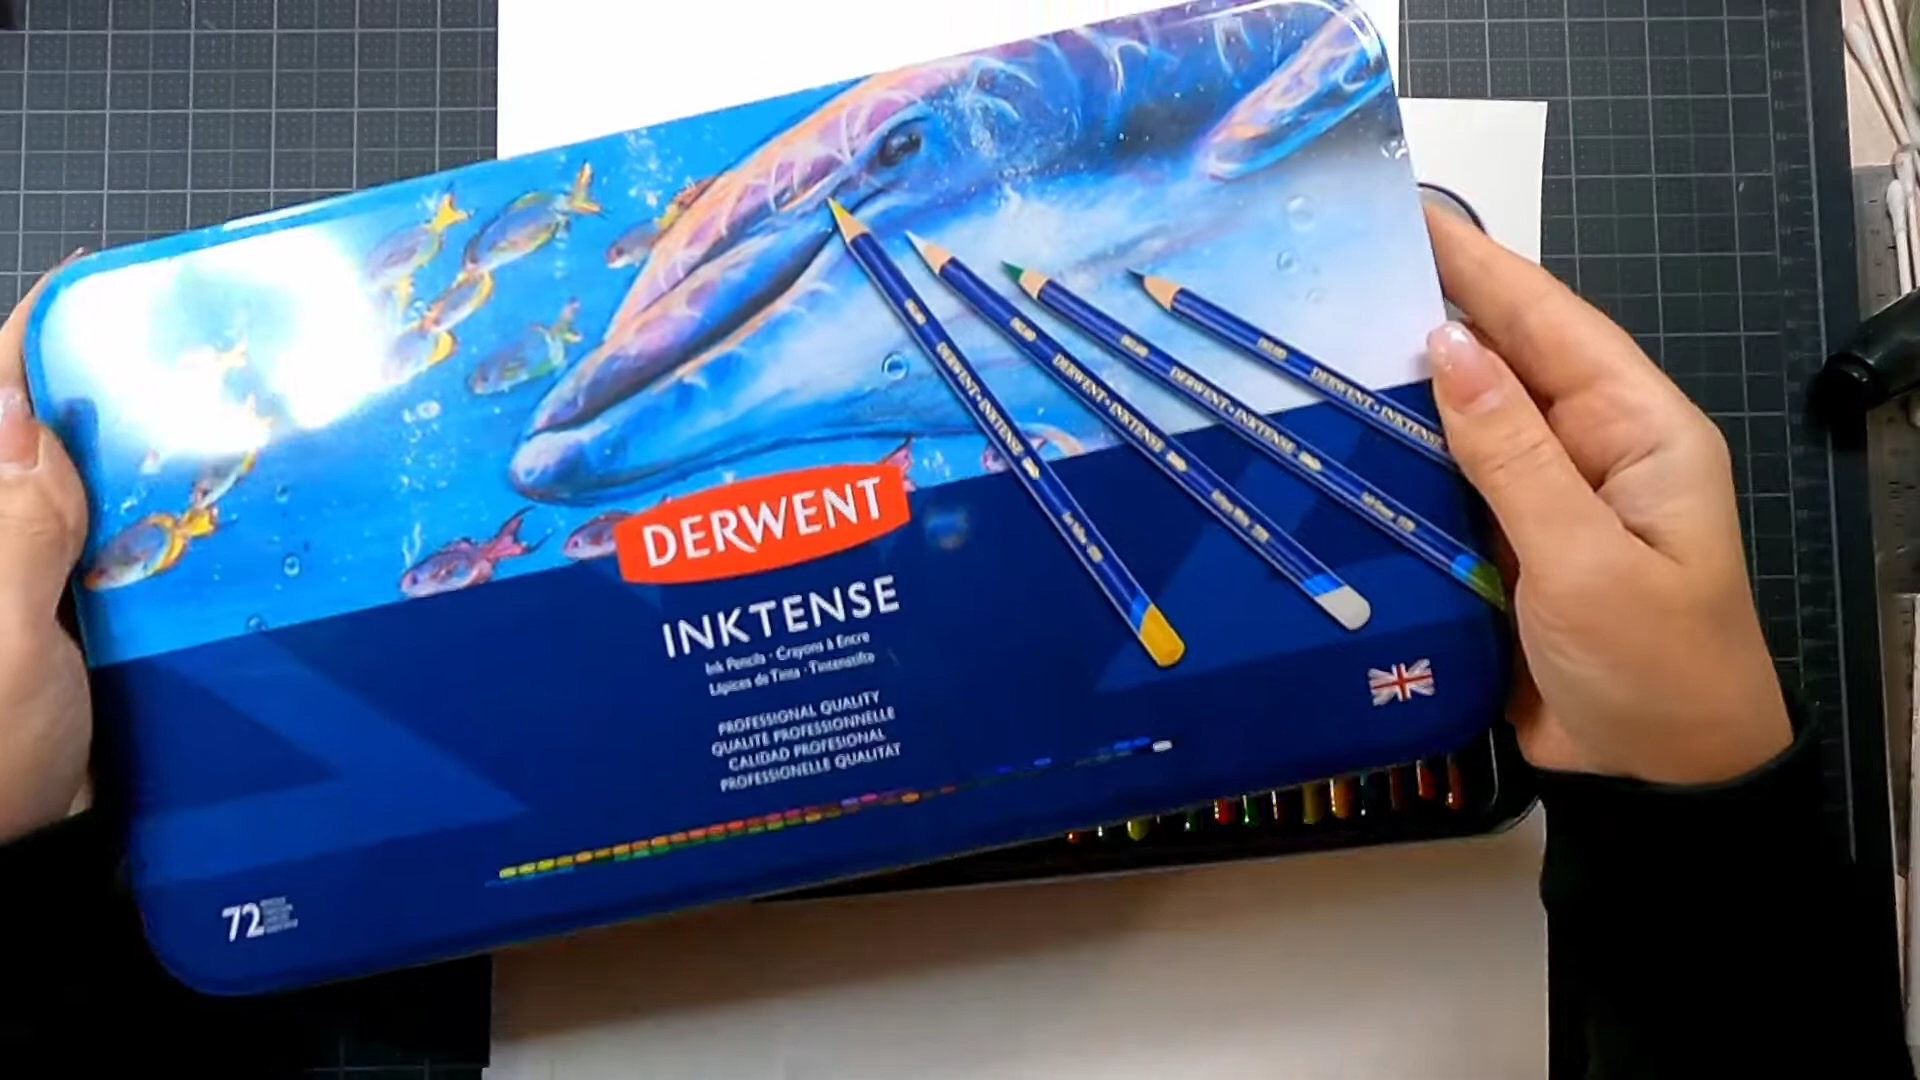 DERWENT
INKTENSE
Ink Pencils · Crayons à Encre
Lápices de Tinta · Tintenstifte
PROFESSIONAL QUALITY
QUALITÉ PROFESSIONNELLE
CALIDAD PROFESIONAL
PROFESSIONELLE QUALITÄT
72
DERWENT · INKTENSE
DERWENT · INKTENSE
DERWENT · INKTENSE
DERWENT · INKTENSE